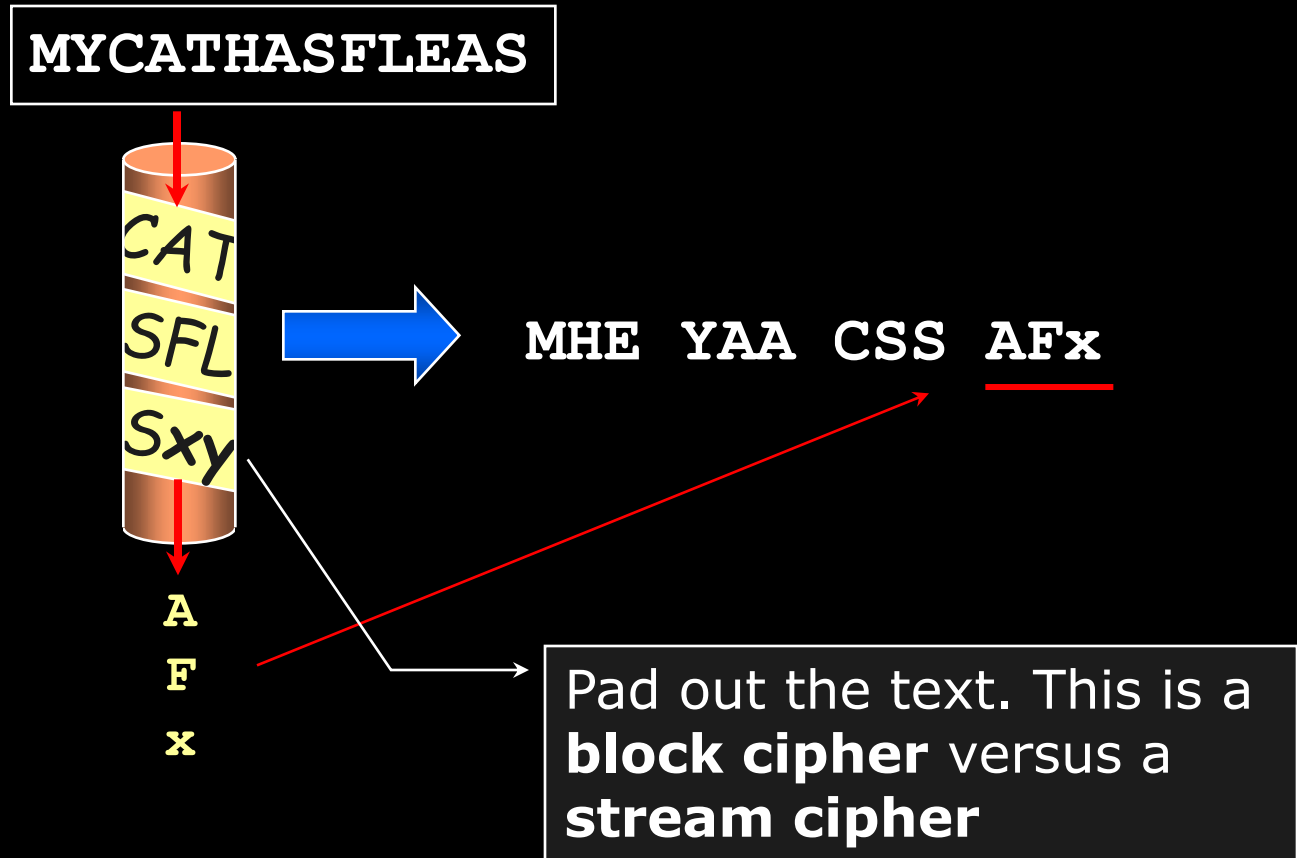 MYCATHASFLEAS
CAT
SFL
Sxy
MHE YAA CSS AFx
A
F
x
Pad out the text. This is a
block cipher versus a
stream cipher